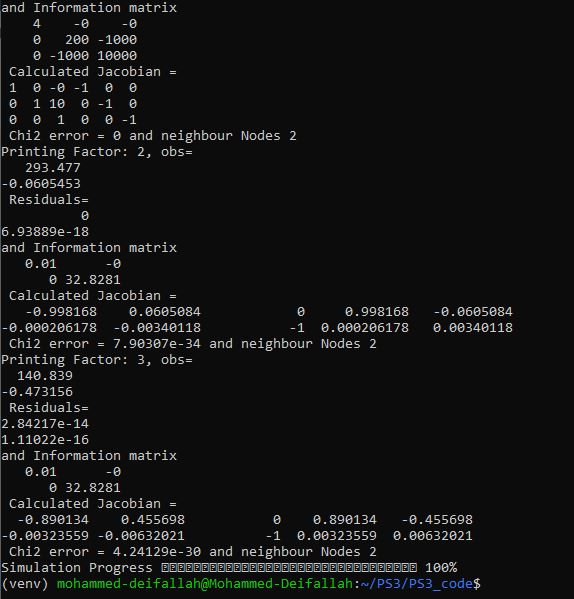 and Information matrix
4 -0 -0
0 200 -1000
0 -1000 10000
Calculated Jacobian =
1 0 -0 -1 0 0
0 1 10 0 -1 0
0 0 1 0 0 -1
Chi2 error = 0 and neighbour Nodes 2
Printing Factor: 2, obs=
293.477
-0.0605453
Residuals=
0
6.93889e-18
and Information matrix
0.01 -0
0 32.8281
Calculated Jacobian =
-0.998168 0.0605084 0 0.998168 -0.0605084
-0.000206178 -0.00340118 -1 0.000206178 0.00340118
Chi2 error = 7.90307e-34 and neighbour Nodes 2
Printing Factor: 3, obs=
140.839
-0.473156
Residuals=
2.84217e-14
1.11022e-16
and Information matrix
0.01 -0
0 32.8281
Calculated Jacobian =
-0.890134 0.455698 0 0.890134 -0.455698
-0.00323559 -0.00632021 -1 0.00323559 0.00632021
Chi2 error = 4.24129e-30 and neighbour Nodes 2
Simulation Progress 100%
(venv) mohammed-deifallah@Mohammed-Deifallah:~/PS3/PS3_code$